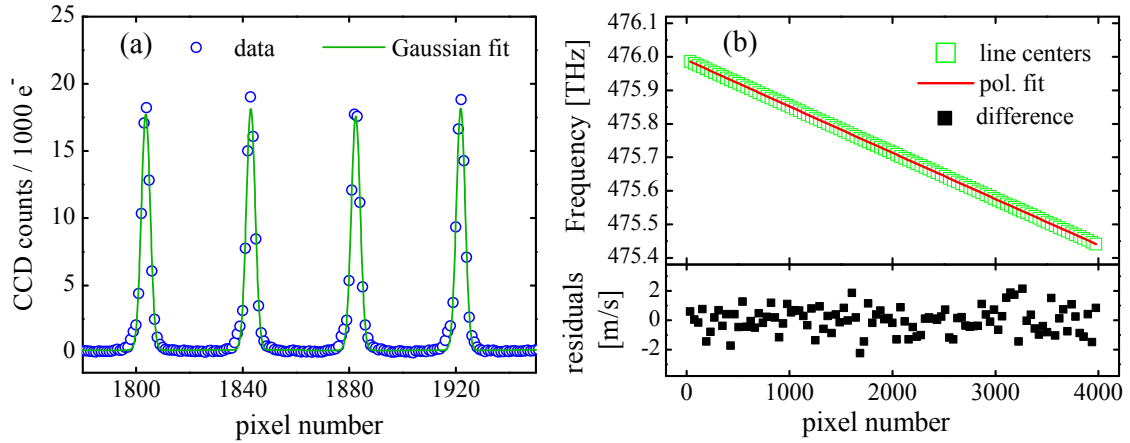 (a)
data
Gaussian fit
CCD counts / 1000 e-
25
20
15
10
5
0
1800
1840
1880
1920
pixel number
(b)
line centers
pol. fit
difference
Frequency [THz]
476.1
476.0
475.9
475.8
475.7
475.6
475.5
475.4
residuals
[m/s]
2
0
-2
0
1000
2000
3000
4000
pixel number